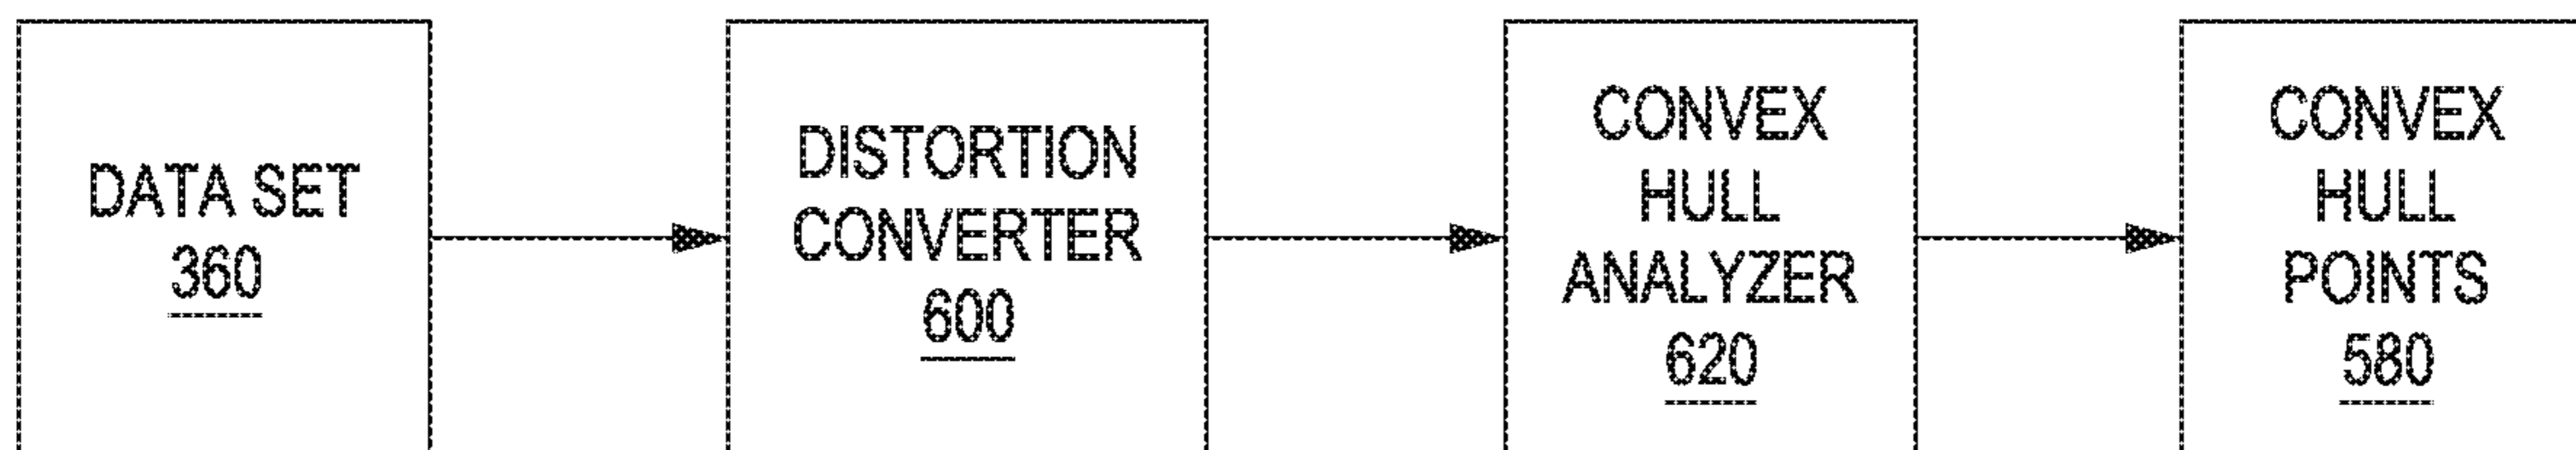 DATA SET
360
DISTORTION
CONVERTER
600
CONVEX
HULL
ANALYZER
620
CONVEX
HULL
POINTS
580